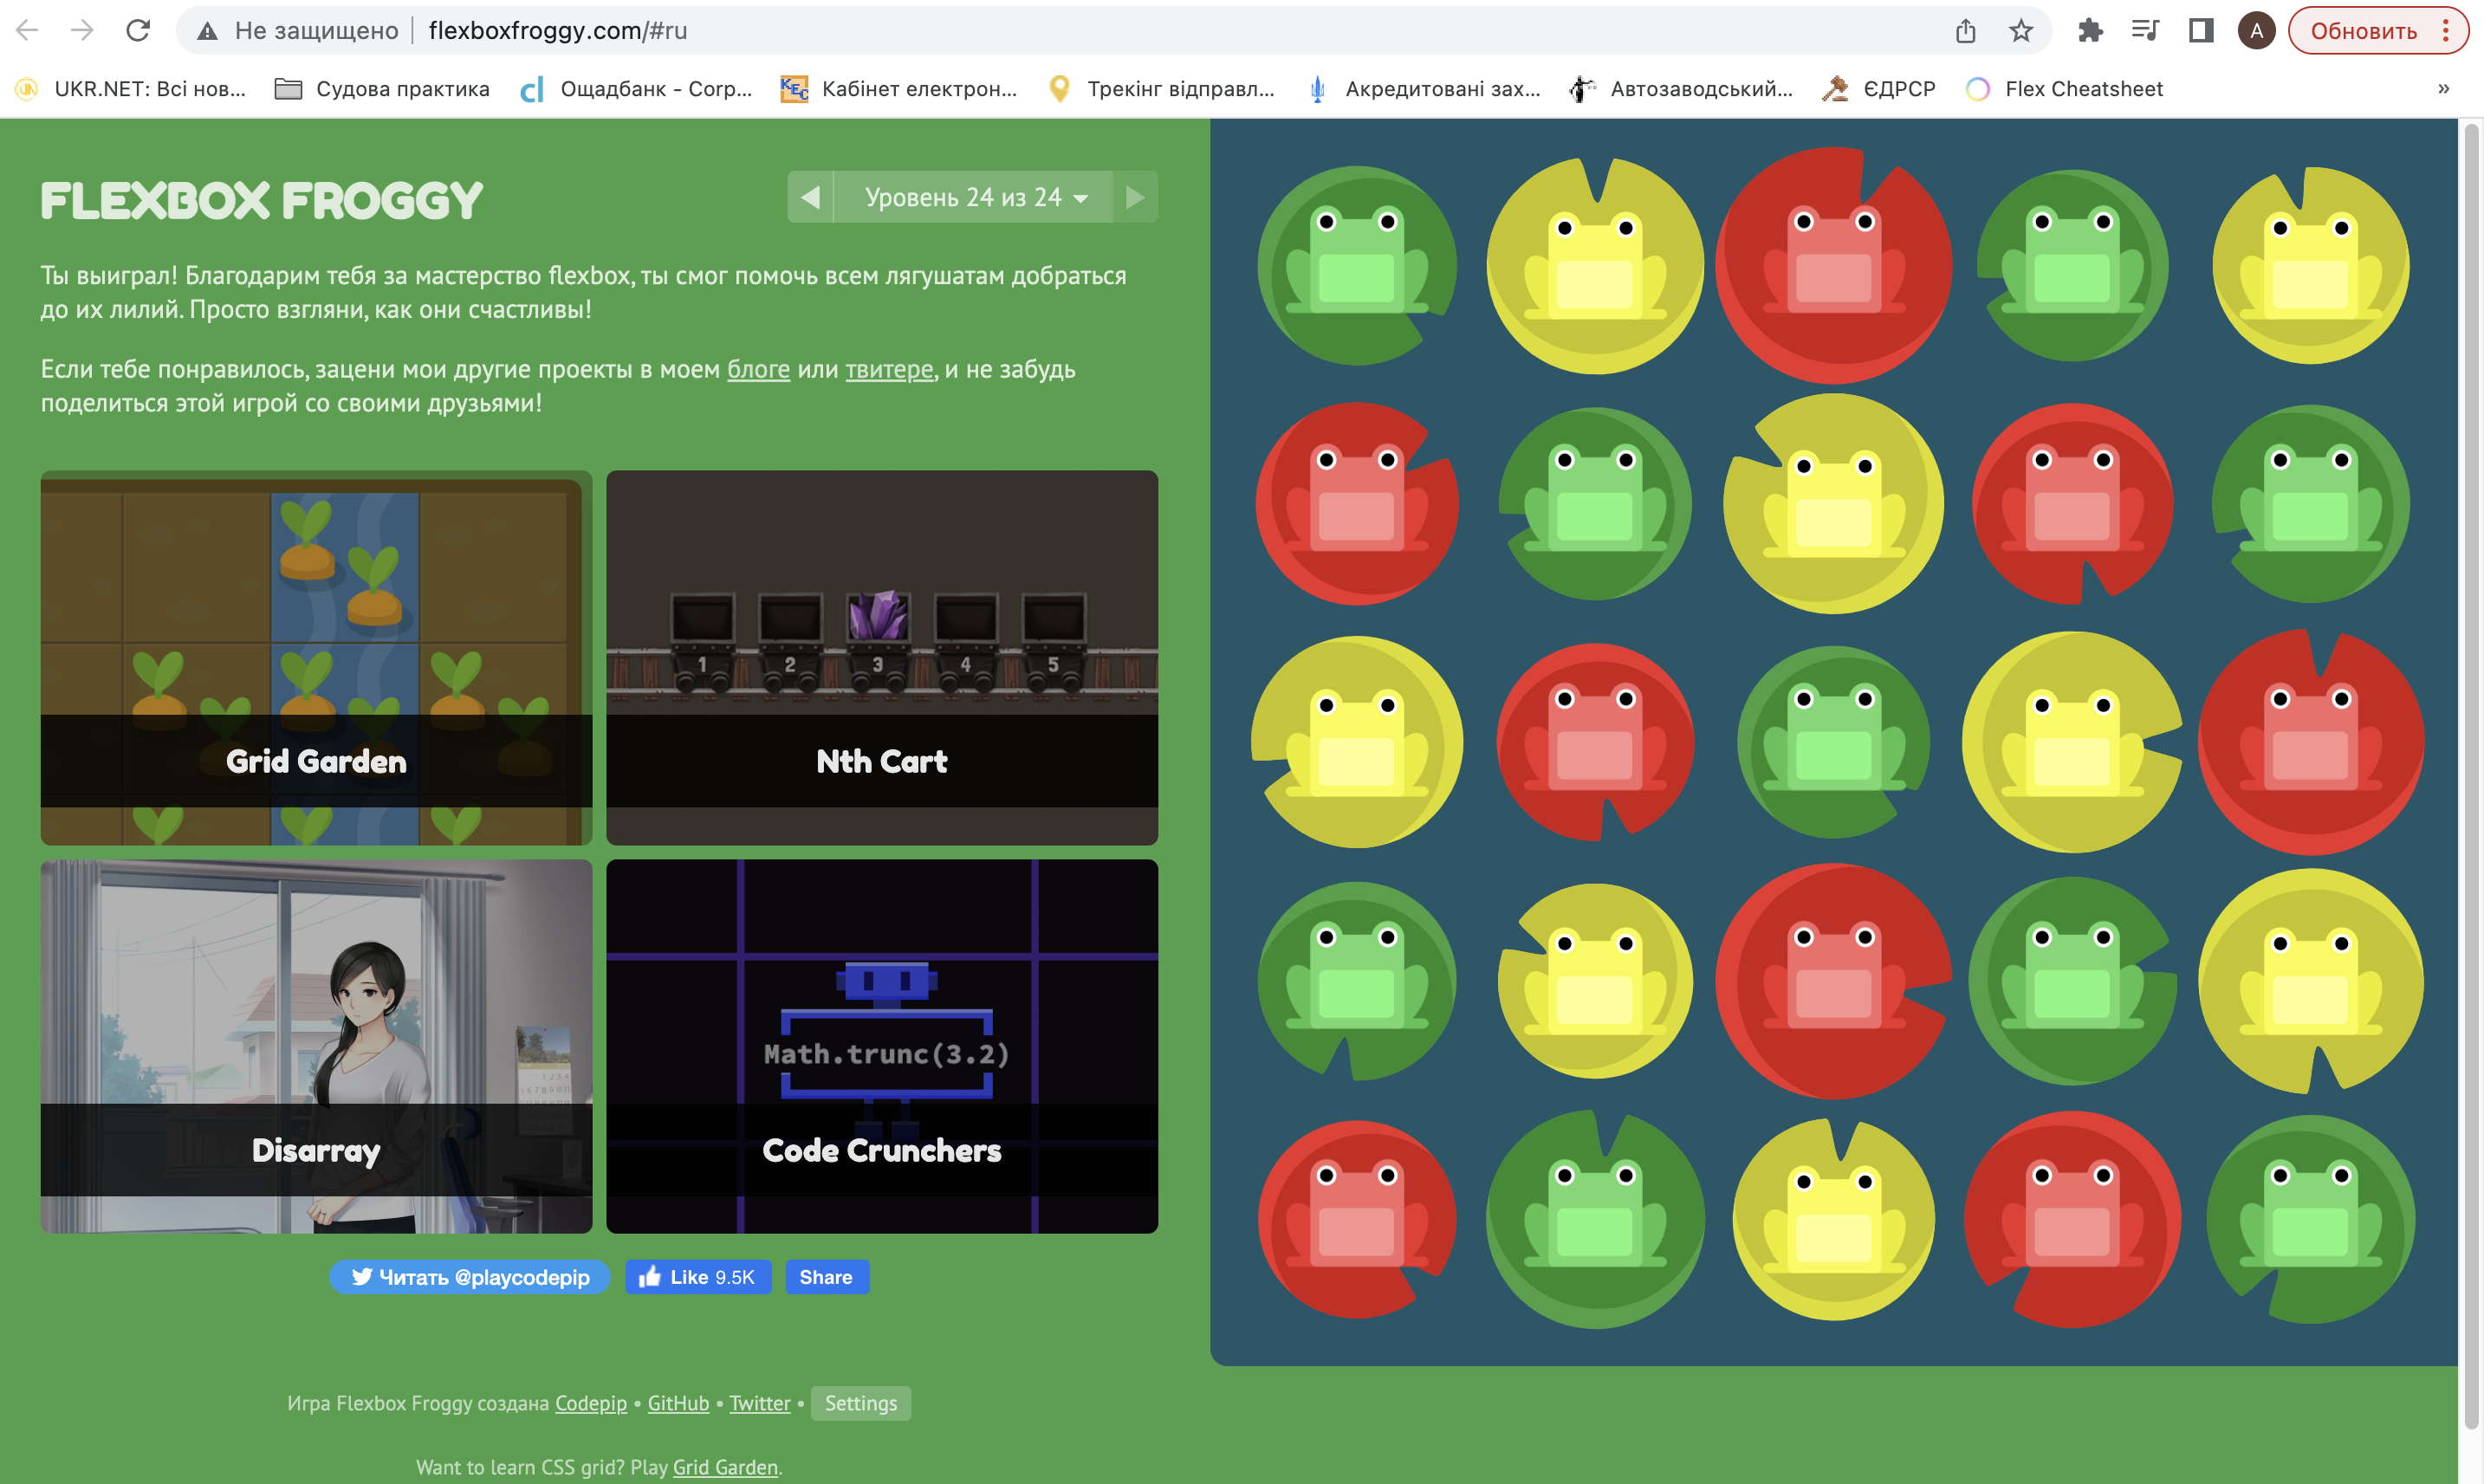 Не защищено
flexboxfroggy.com/#ru
A
Обновить
UKR.NET: Всі нов...
Судова практика
Ощадбанк - Corp...
Кабінет електрон...
Трекінг відправл...
Акредитовані зах...
Автозаводський...
ЄДРСР
Flex Cheatsheet
»
FLEXBOX FROGGY
Уровень 24 из 24
Ты выиграл! Благодарим тебя за мастерство flexbox, ты смог помочь всем лягушатам добраться
до их лилий. Просто взгляни, как они счастливы!
Если тебе понравилось, зацени мои другие проекты в моем блоге или твитере, и не забудь
поделиться этой игрой со своими друзьями!
1 2 3 4 5
Grid Garden
Nth Cart
Math.trunc(3.2)
Disarray
Code Crunchers
Читать @playcodepip
Like 9.5K
Share
Игра Flexbox Froggy создана Codepip • GitHub • Twitter • Settings
Want to learn CSS grid? Play Grid Garden.